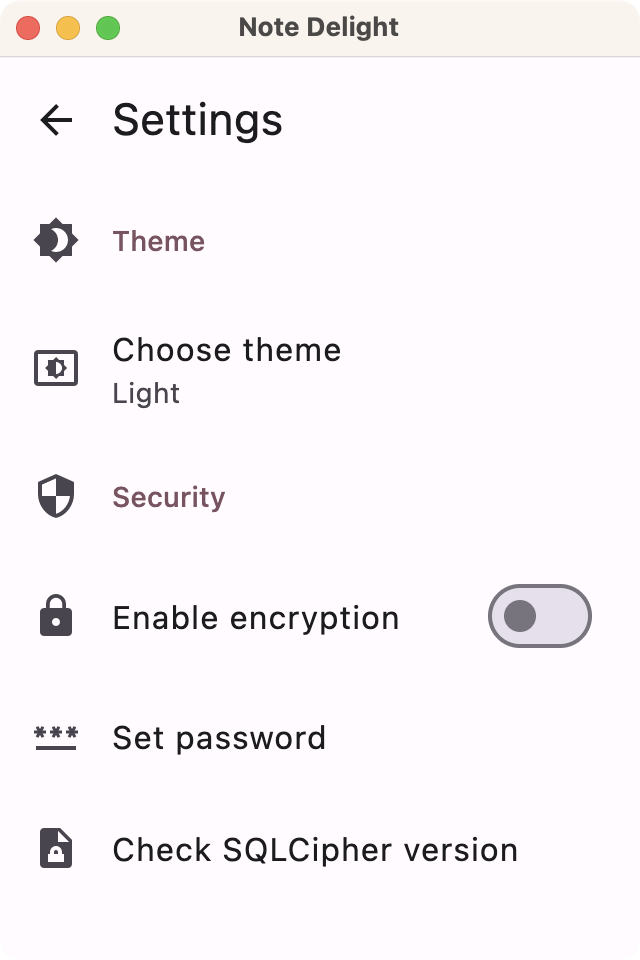 Note Delight
Settings
Theme
Choose theme
Light
Security
Enable encryption
Set password
Check SQLCipher version